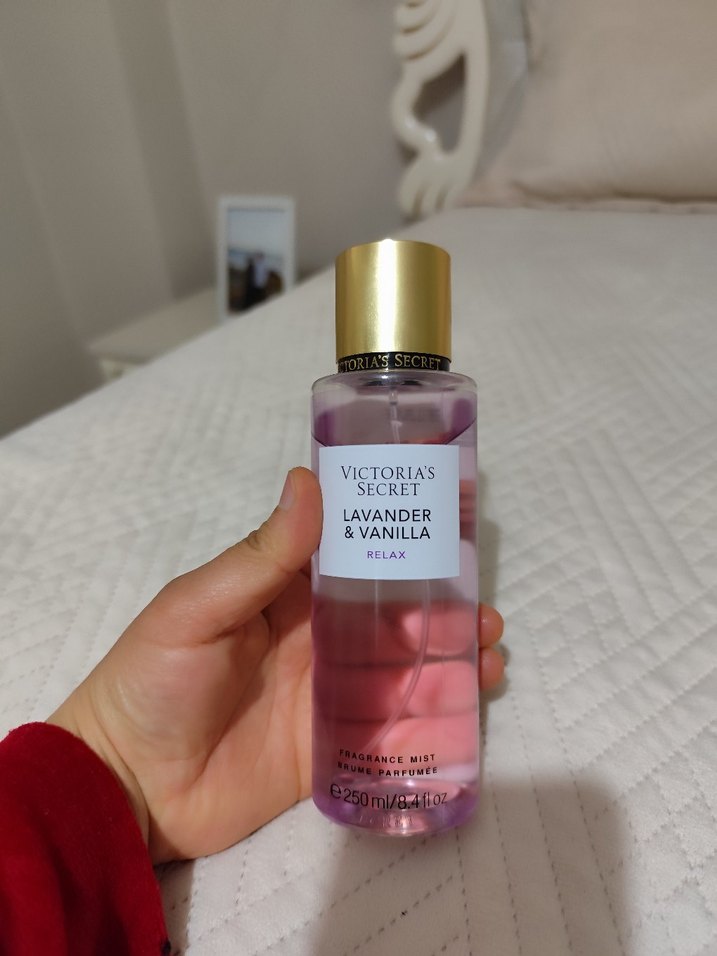 VICTORIA'S SECRET
VICTORIA'S
SECRET
LAVANDER
& VANILLA
RELAX
FRAGRANCE MIST
BRUME PARFUMÉE
℮250 ml/8.4 fl oz